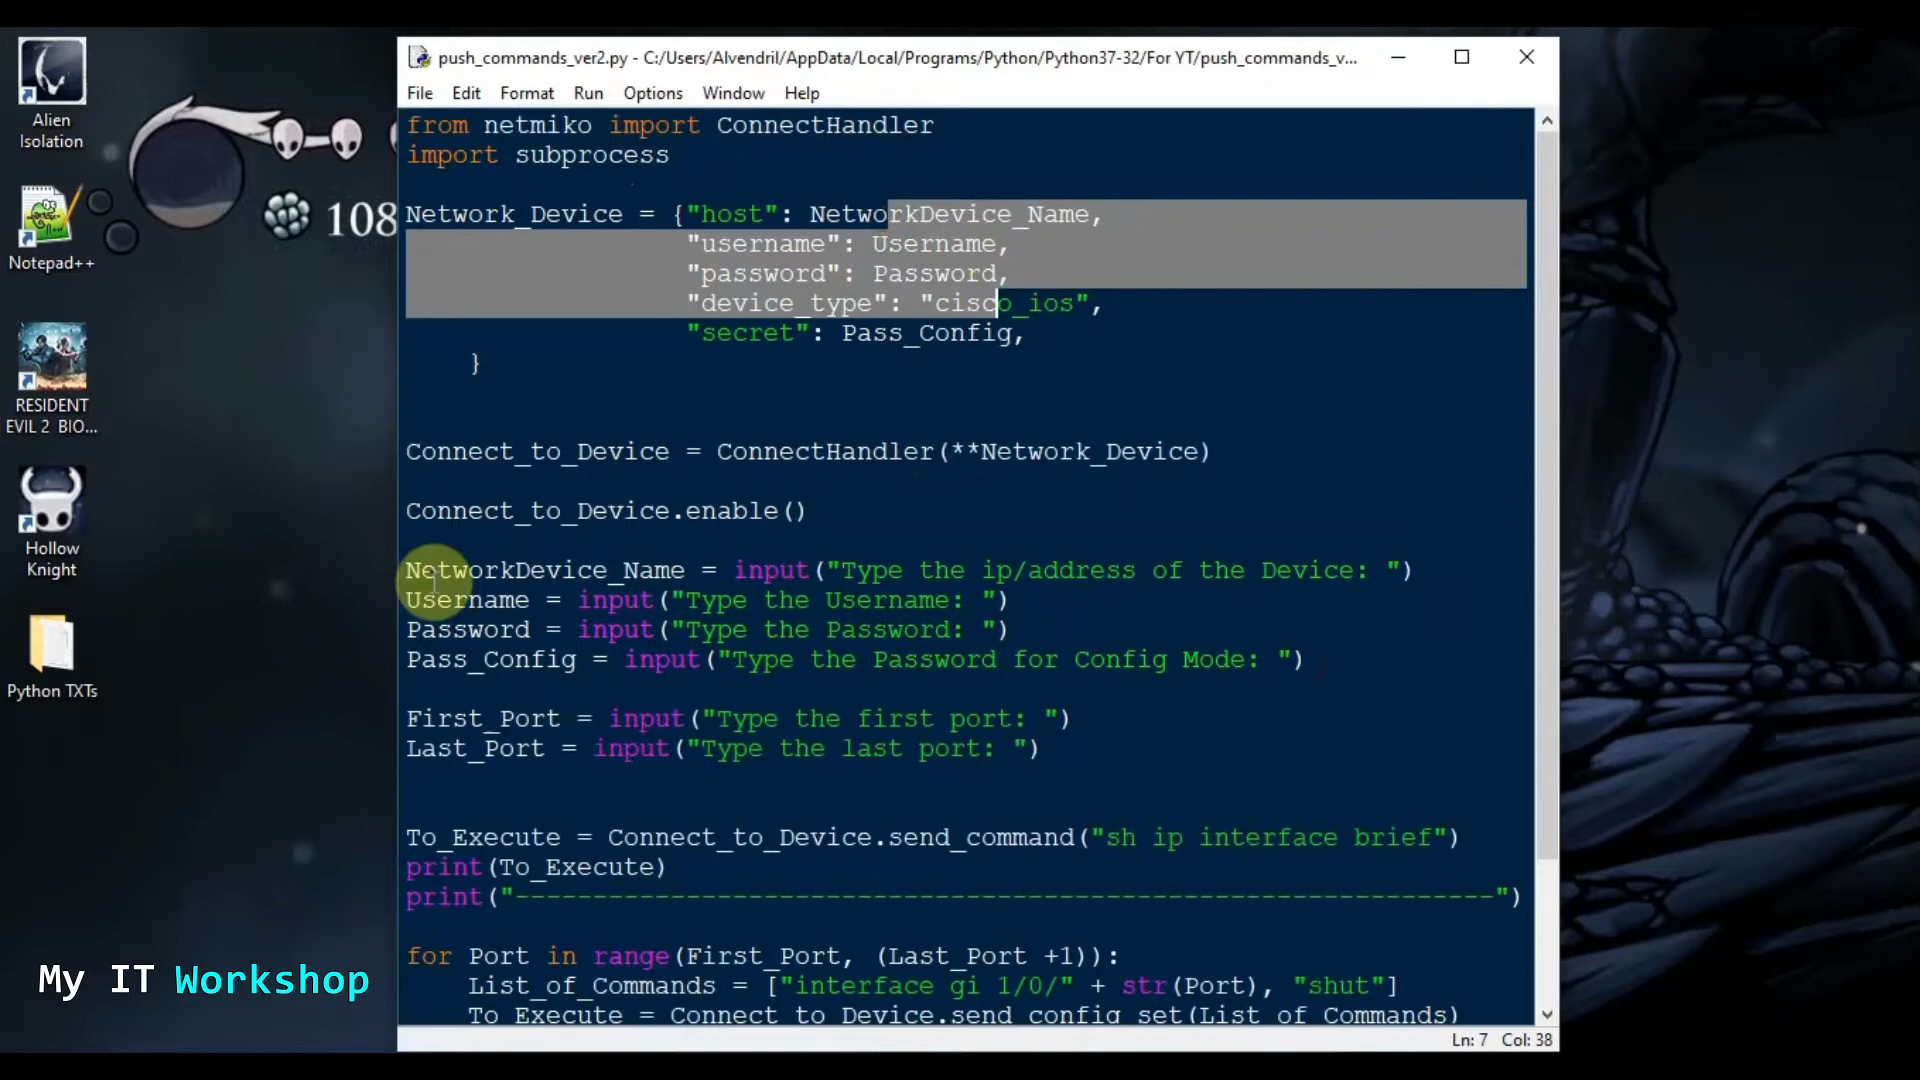 push_commands_ver2.py - C:/Users/Alvendril/AppData/Local/Programs/Python/Python37-32/For YT/push_commands_v...
File Edit Format Run Options Window Help
from netmiko import ConnectHandler
import subprocess
Network_Device = {"host": NetworkDevice_Name,
"username": Username,
"password": Password,
"device_type": "cisco_ios",
"secret": Pass_Config,
}
Connect_to_Device = ConnectHandler(**Network_Device)
Connect_to_Device.enable()
NetworkDevice_Name = input("Type the ip/address of the Device: ")
Username = input("Type the Username: ")
Password = input("Type the Password: ")
Pass_Config = input("Type the Password for Config Mode: ")
First_Port = input("Type the first port: ")
Last_Port = input("Type the last port: ")
To_Execute = Connect_to_Device.send_command("sh ip interface brief")
print(To_Execute)
print("---------------------------------------------------------------")
for Port in range(First_Port, (Last_Port +1)):
List_of_Commands = ["interface gi 1/0/" + str(Port), "shut"]
To_Execute = Connect_to_Device.send_config_set(List_of_Commands)
Ln: 7 Col: 38
Alien
Isolation
108
Notepad++
RESIDENT
EVIL 2 BIO...
Hollow
Knight
Python TXTs
My IT Workshop